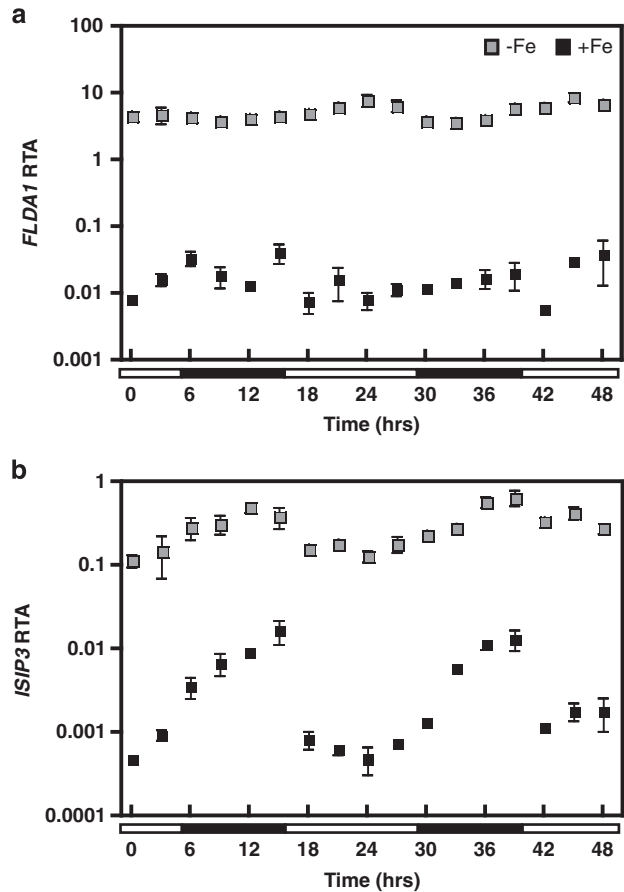 a
-Fe +Fe
100
10
1
0.1
0.01
0.001
FLDA1 RTA
0 6 12 18 24 30 36 42 48
Time (hrs)
b
1
0.1
0.01
0.001
0.0001
ISIP3 RTA
0 6 12 18 24 30 36 42 48
Time (hrs)